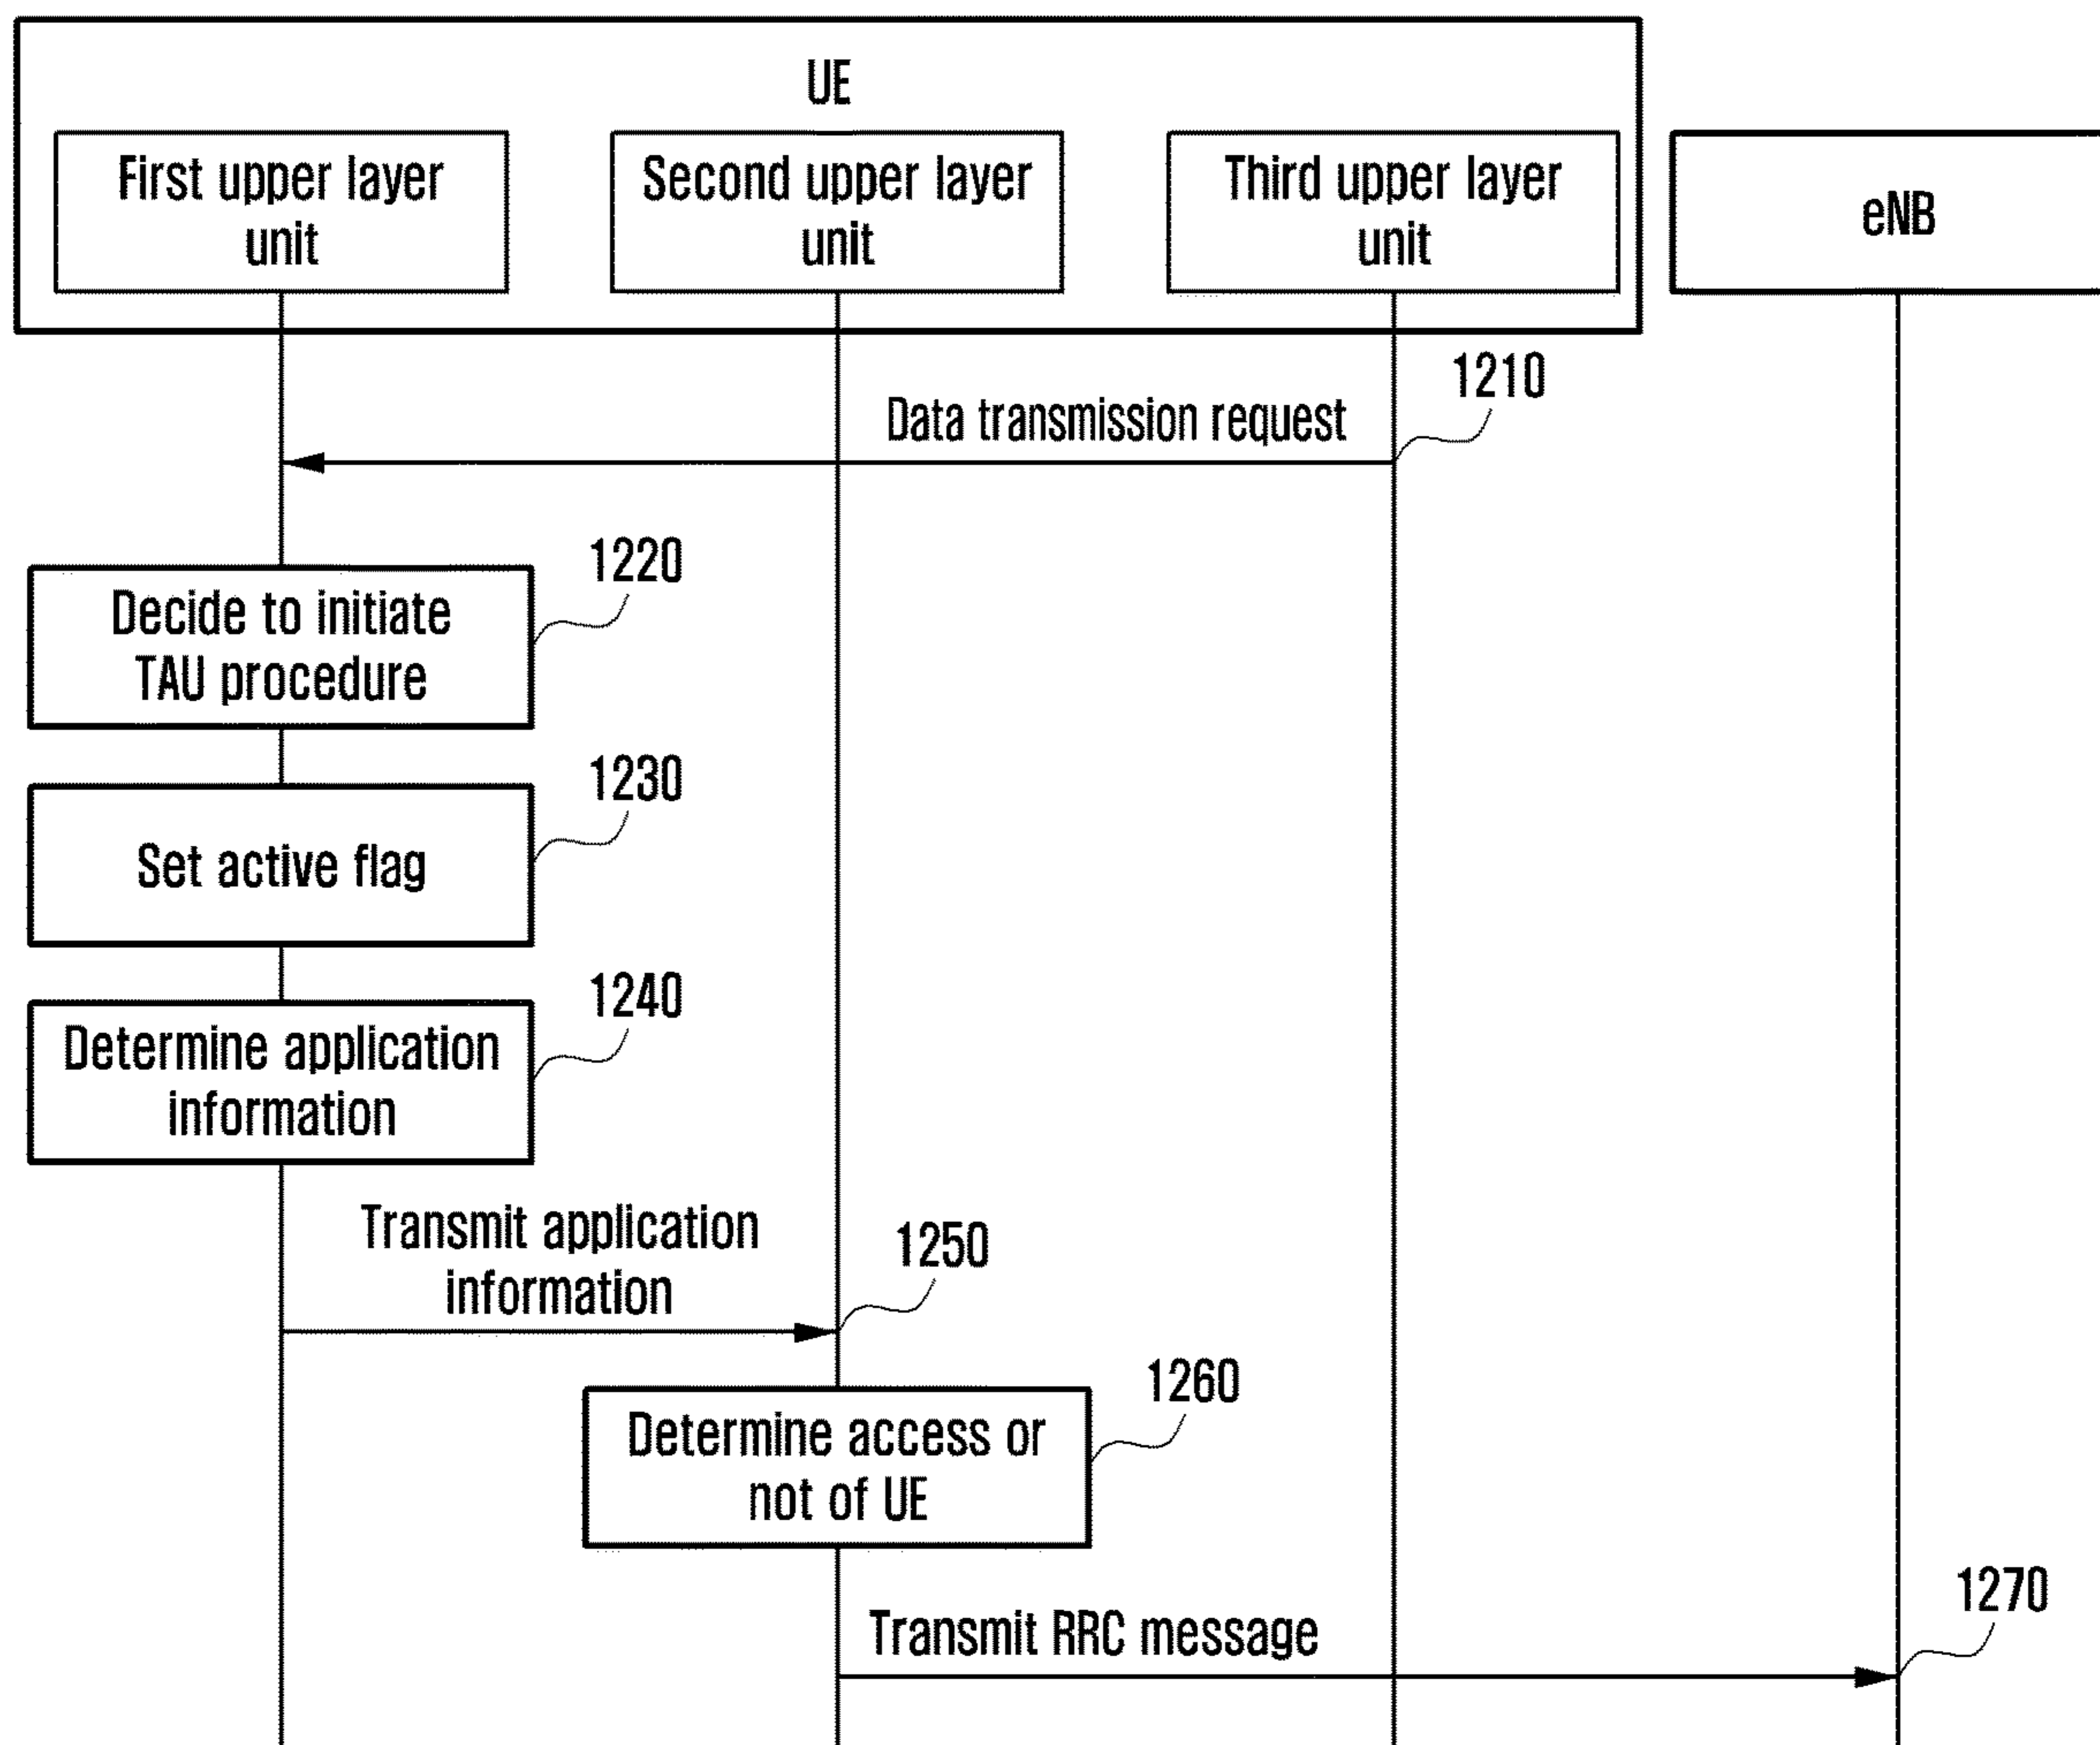 UE
First upper layer
unit
Second upper layer
unit
Third upper layer
unit
eNB
1210
Data transmission request
1220
Decide to initiate
TAU procedure
1230
Set active flag
1240
Determine application
information
Transmit application
information
1250
1260
Determine access or
not of UE
1270
Transmit RRC message